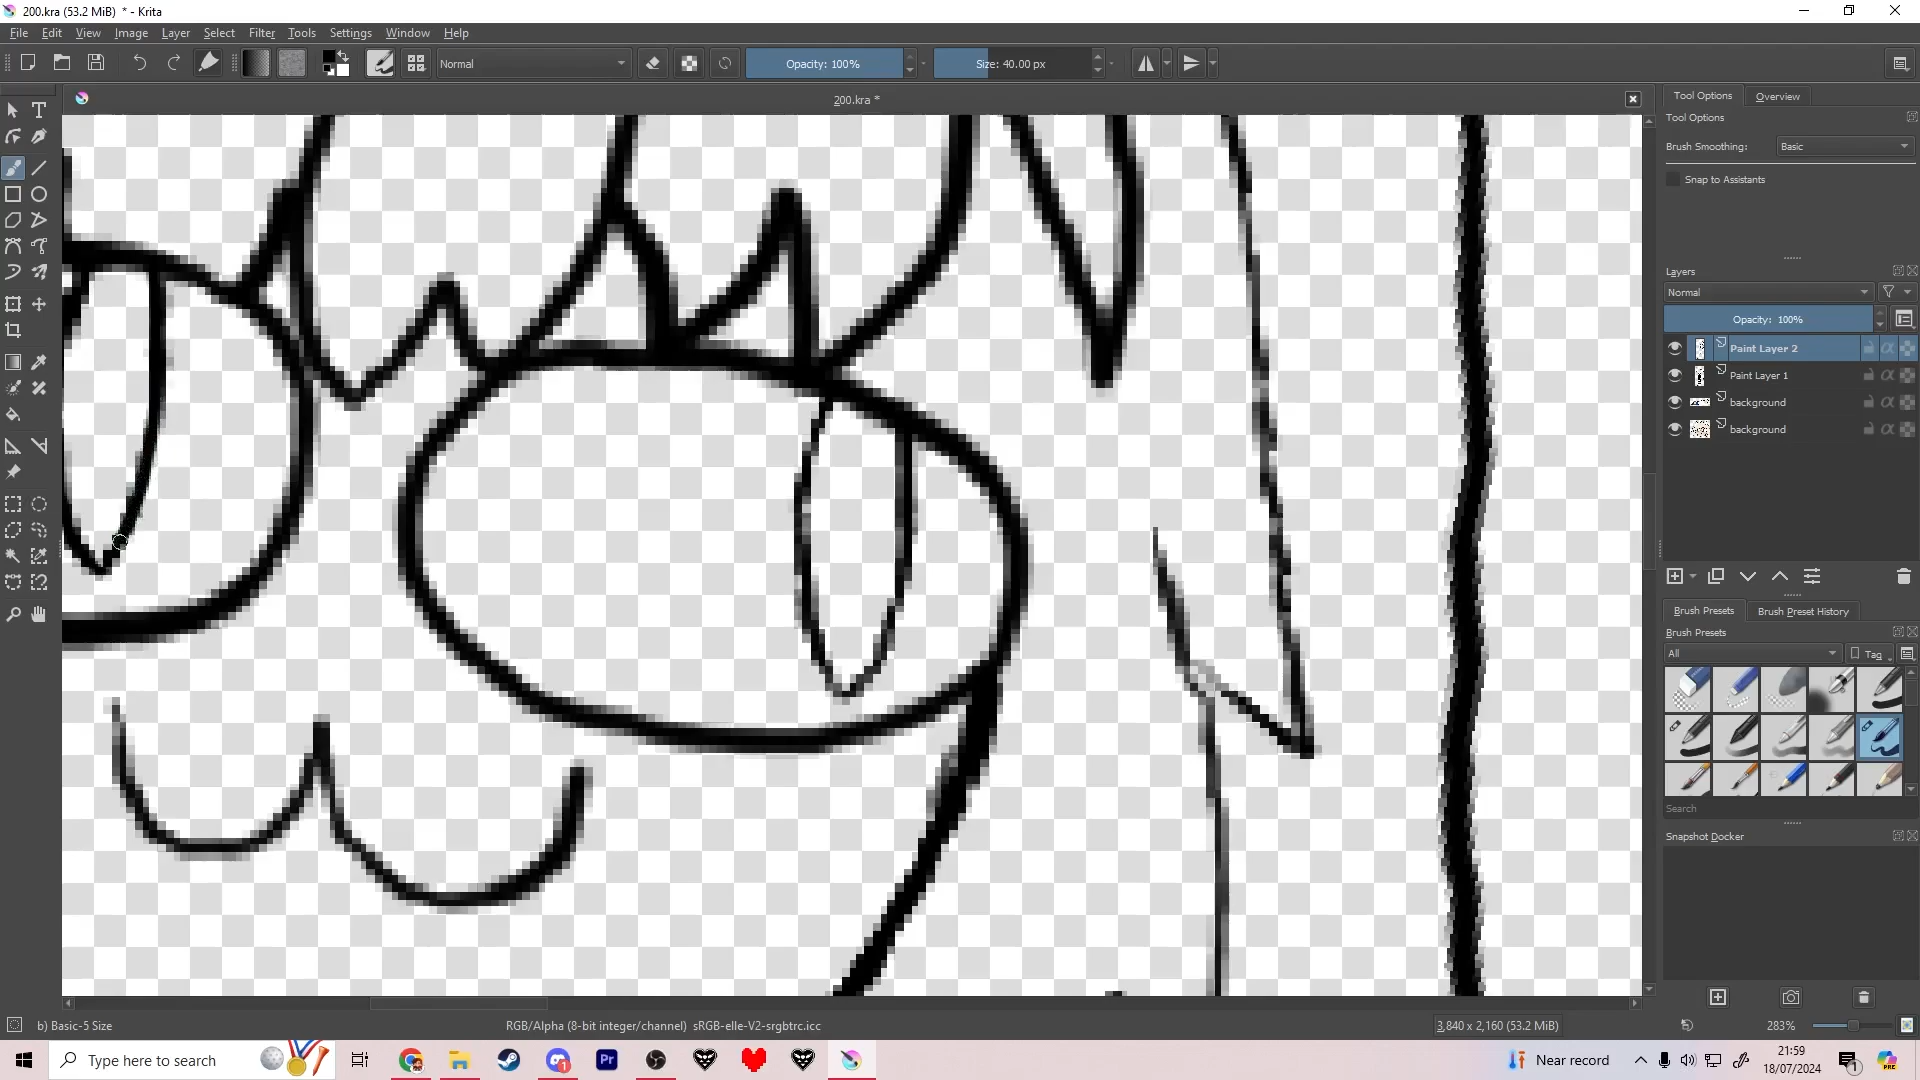 200.kra (53.2 MiB)  * - Krita
File Edit View Image Layer Select Filter Tools Settings Window Help
Normal
Opacity: 100%
Size: 40.00 px
200.kra *
Tool Options
Overview
Tool Options
Brush Smoothing:
Basic
Snap to Assistants
Layers
Normal
Opacity: 100%
Paint Layer 2
Paint Layer 1
background
background
Brush Presets
Brush Preset History
Brush Presets
All
Tag
Search
Snapshot Docker
b) Basic-5 Size
RGB/Alpha (8-bit integer/channel)  sRGB-elle-V2-srgbtrc.icc
3,840 x 2,160 (53.2 MiB)
283%
Type here to search
Near record
21:59
18/07/2024